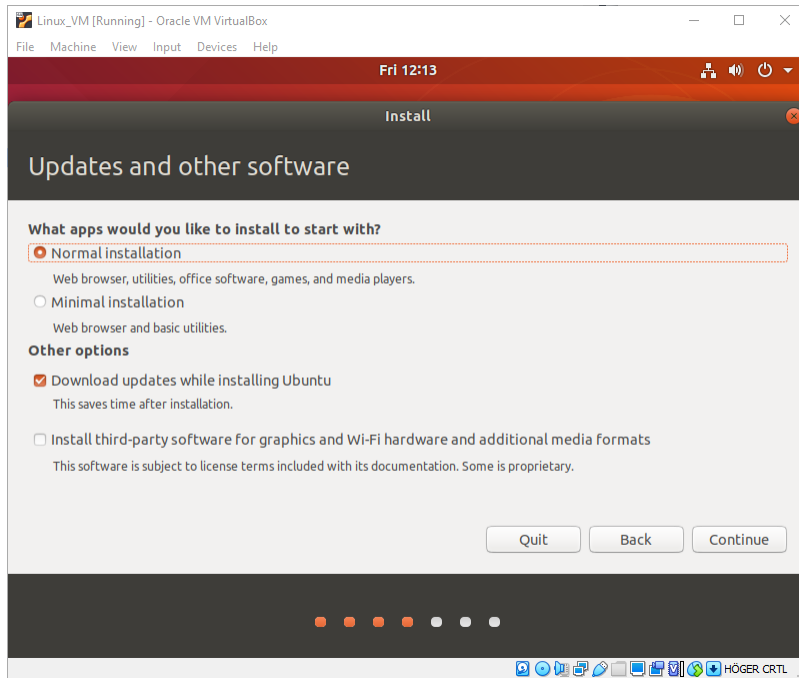 Linux_VM [Running] - Oracle VM VirtualBox
File Machine View Input Devices Help
Fri 12:13
Install
Updates and other software
What apps would you like to install to start with?
Normal installation
Web browser, utilities, office software, games, and media players.
Minimal installation
Web browser and basic utilities.
Other options
Download updates while installing Ubuntu
This saves time after installation.
Install third-party software for graphics and Wi-Fi hardware and additional media formats
This software is subject to license terms included with its documentation. Some is proprietary.
Quit Back Continue
HÖGER CRTL